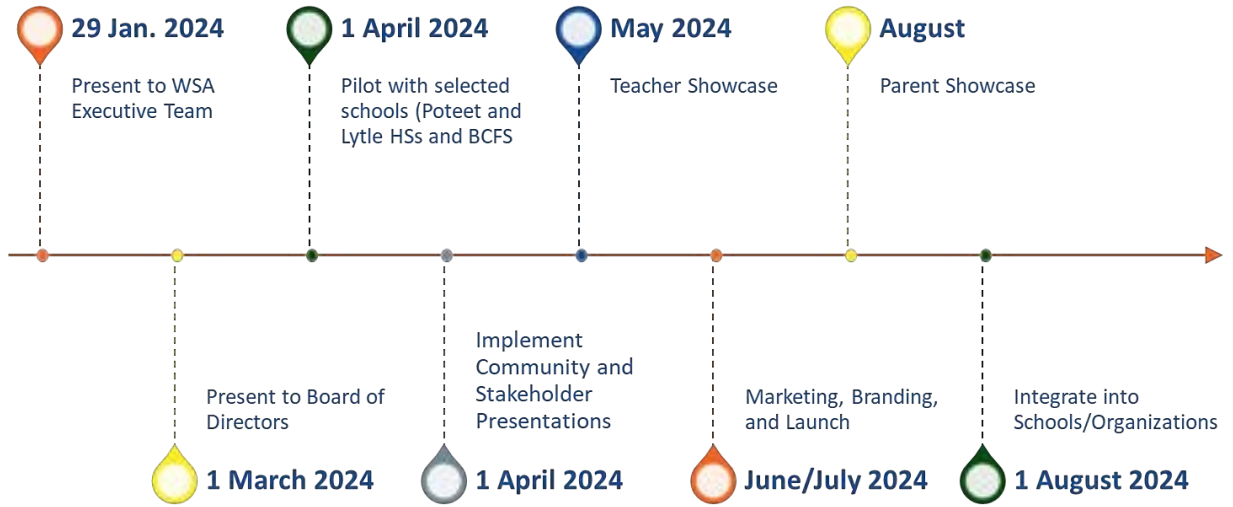 29 Jan. 2024
Present to WSA
Executive Team
1 April 2024
Pilot with selected
schools (Poteet and
Lytle HSs and BCFS
May 2024
Teacher Showcase
August
Parent Showcase
Present to Board of
Directors
1 March 2024
Implement
Community and
Stakeholder
Presentations
1 April 2024
Marketing, Branding,
and Launch
June/July 2024
Integrate into
Schools/Organizations
1 August 2024